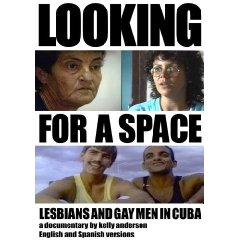 LOOKING
FOR A SPACE
LESBIANS AND GAY MEN IN CUBA
a documentary by kelly anderson
English and Spanish versions